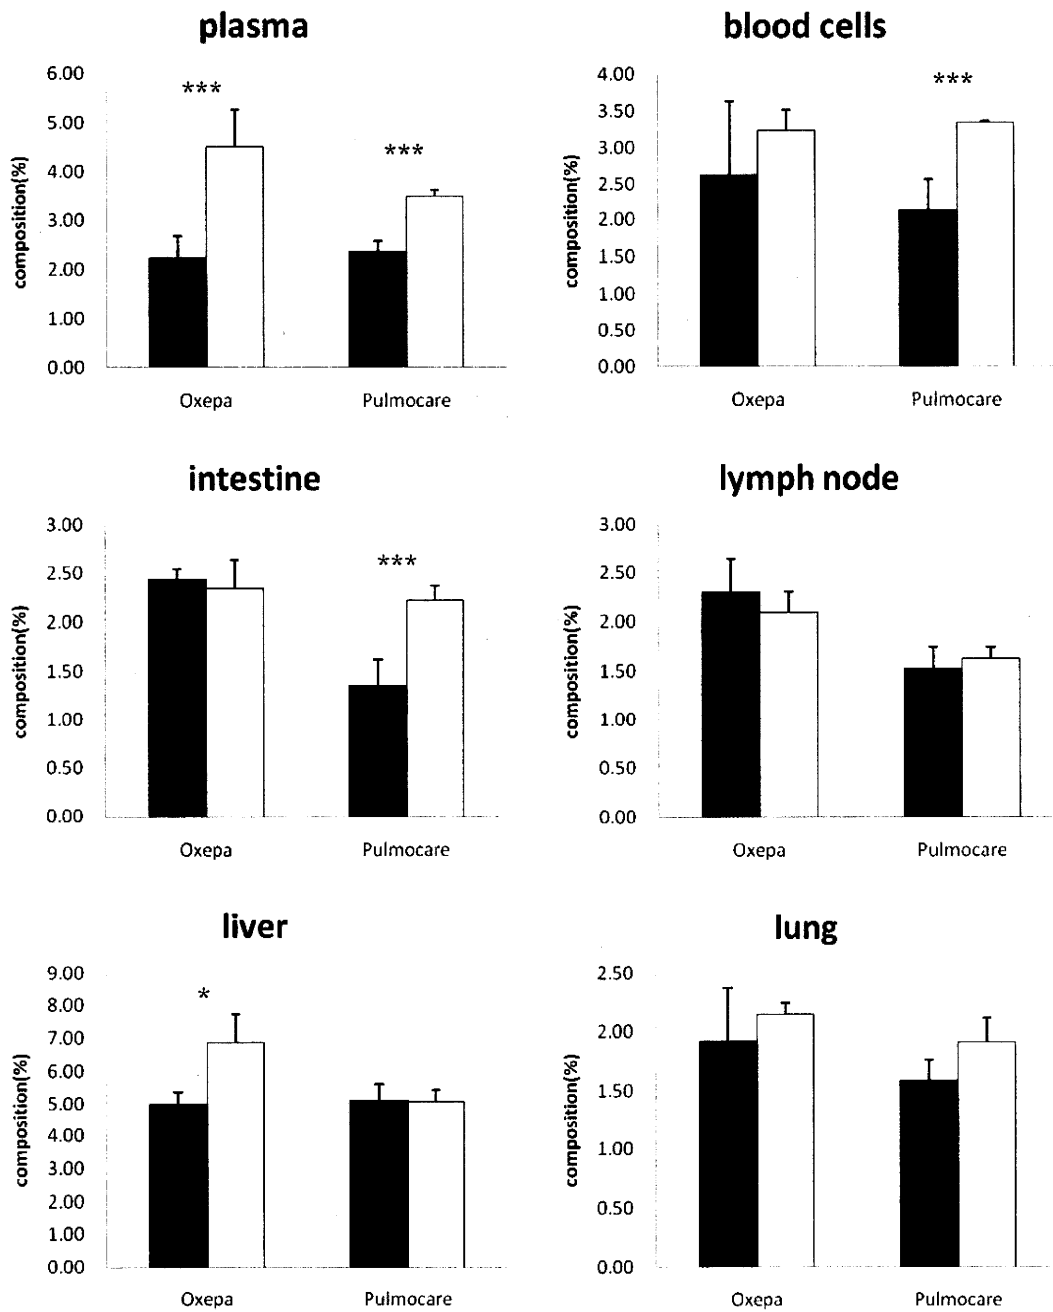 plasma
***
***
6.00
5.00
4.00
3.00
2.00
1.00
0.00
composition(%)
Oxepa Pulmocare
blood cells
***
4.00
3.50
3.00
2.50
2.00
1.50
1.00
0.50
0.00
composition(%)
Oxepa Pulmocare
intestine
***
3.00
2.50
2.00
1.50
1.00
0.50
0.00
composition(%)
Oxepa Pulmocare
lymph node
3.00
2.50
2.00
1.50
1.00
0.50
0.00
composition(%)
Oxepa Pulmocare
liver
*
9.00
8.00
7.00
6.00
5.00
4.00
3.00
2.00
1.00
0.00
composition(%)
Oxepa Pulmocare
lung
2.50
2.00
1.50
1.00
0.50
0.00
composition(%)
Oxepa Pulmocare